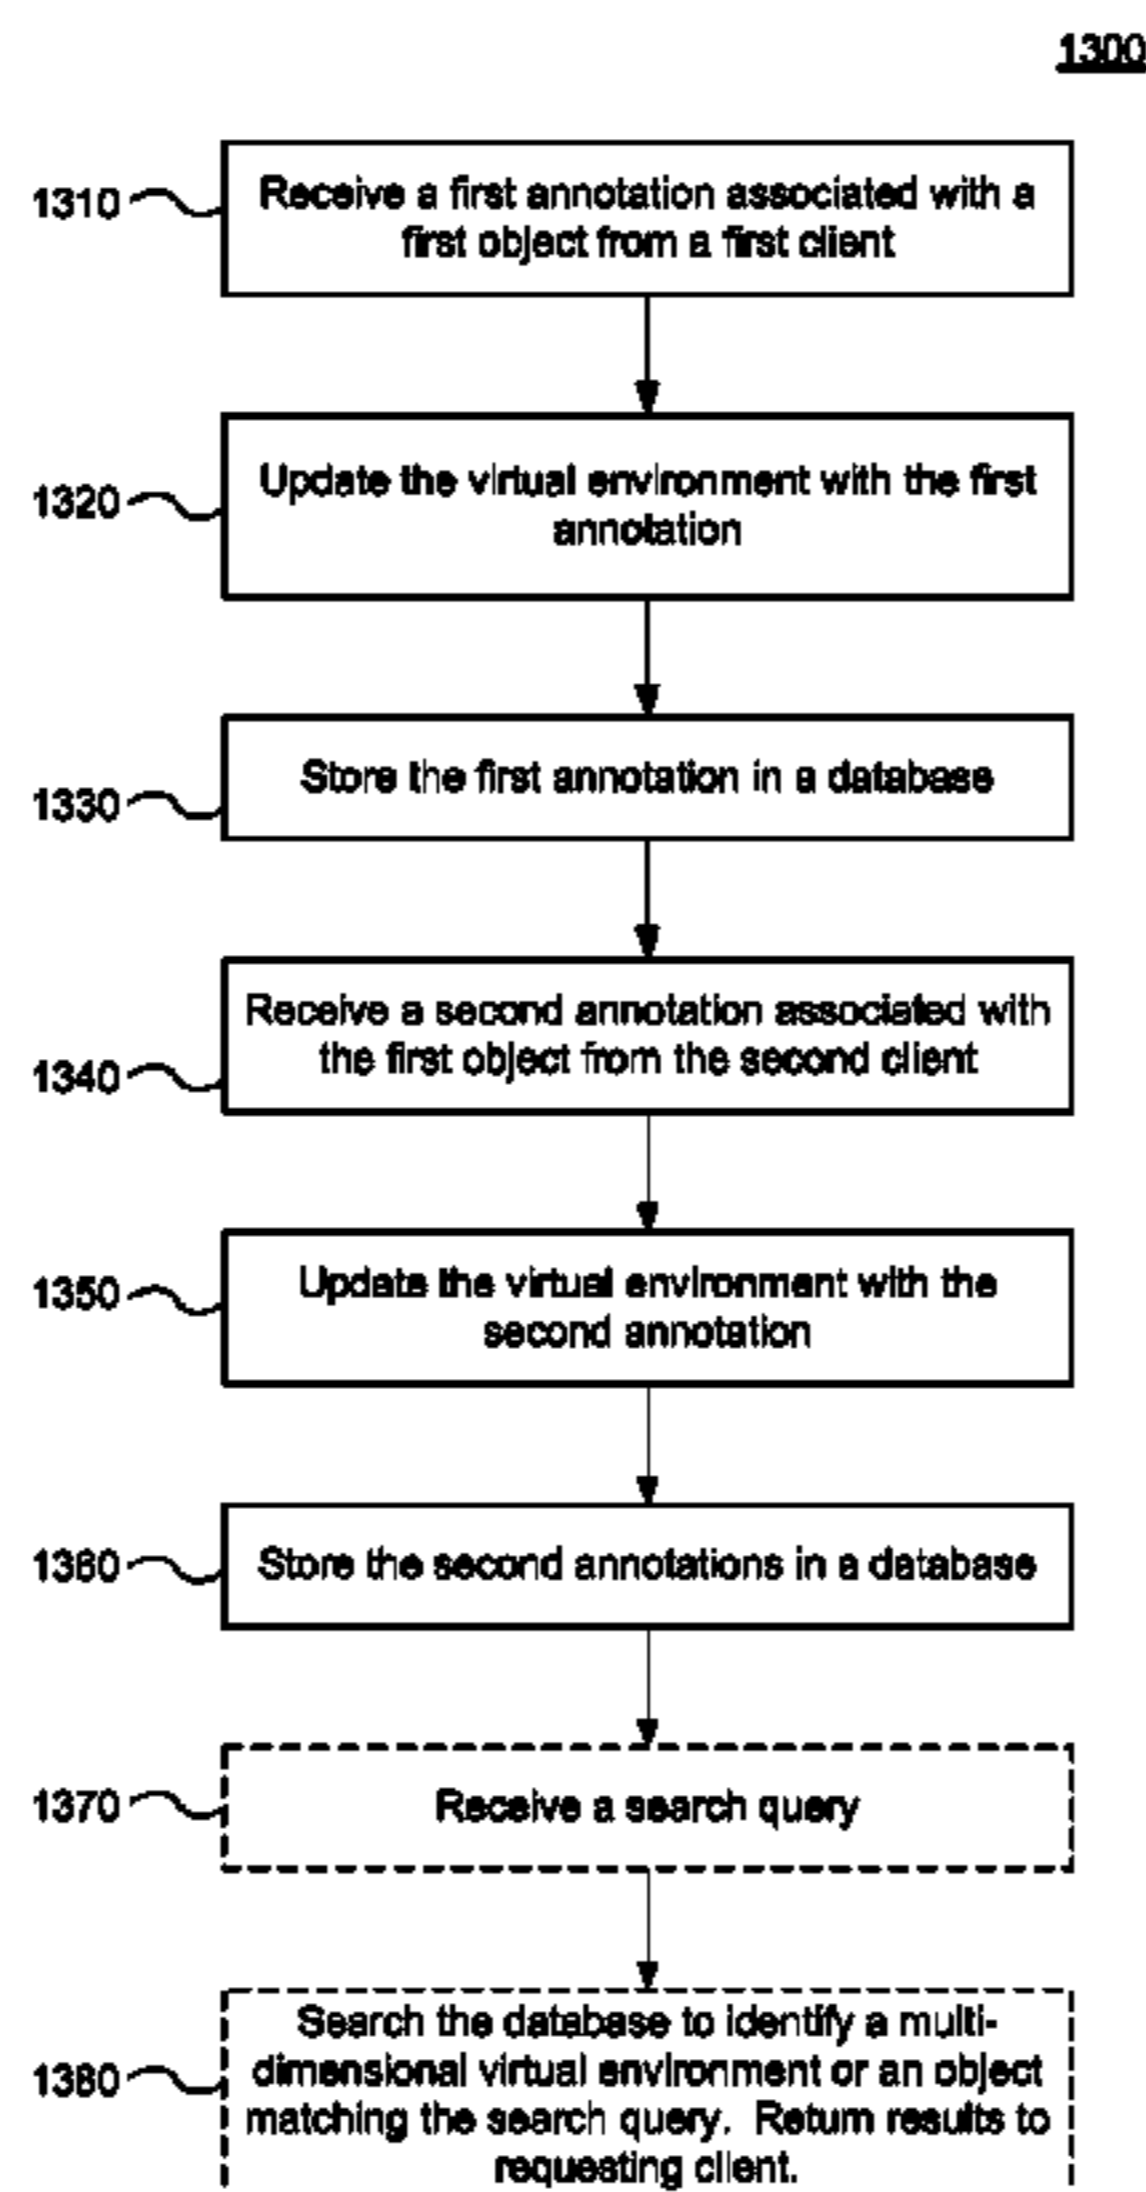 1300
1310
Receive a first annotation associated with a
first object from a first client
1320
Update the virtual environment with the first
annotation
1330
Store the first annotation in a database
1340
Receive a second annotation associated with
the first object from the second client
1350
Update the virtual environment with the
second annotation
1360
Store the second annotations in a database
1370
Receive a search query
1380
Search the database to identify a multi-
dimensional virtual environment or an object
matching the search query. Return results to
requesting client.